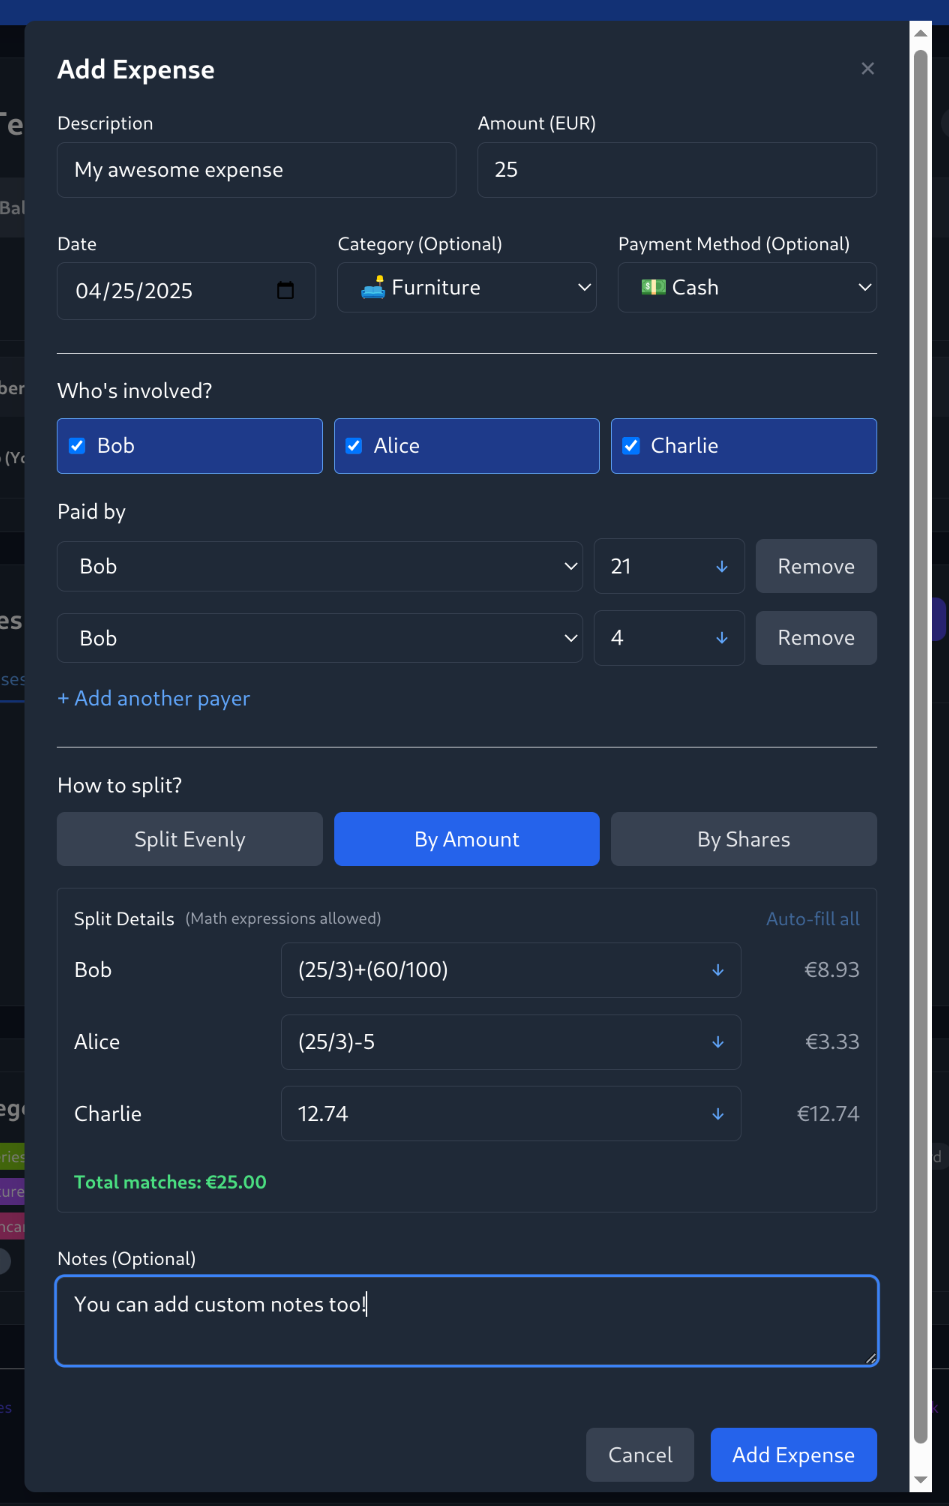 Add Expense ×
Description Amount (EUR)
My awesome expense 25
Date Category (Optional) Payment Method (Optional)
04/25/2025 Furniture Cash
Who's involved?
Bob Alice Charlie
Paid by
Bob 21 ↓ Remove
Bob 4 ↓ Remove
+ Add another payer
How to split?
Split Evenly By Amount By Shares
Split Details (Math expressions allowed) Auto-fill all
Bob (25/3)+(60/100) ↓ €8.93
Alice (25/3)-5 ↓ €3.33
Charlie 12.74 ↓ €12.74
Total matches: €25.00
Notes (Optional)
You can add custom notes too!
Cancel Add Expense